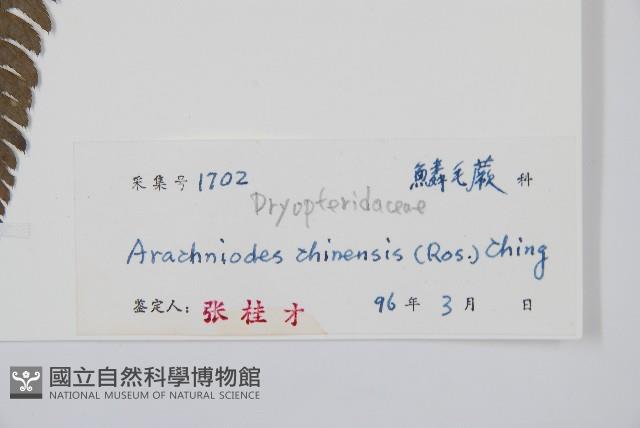 采集号 1702 鱗毛蕨 科
Dryopteridaceae
Arachniodes chinensis (Ros.) Ching
鉴定人: 张桂才 96 年 3 月 日
國立自然科學博物館
NATIONAL MUSEUM OF NATURAL SCIENCE